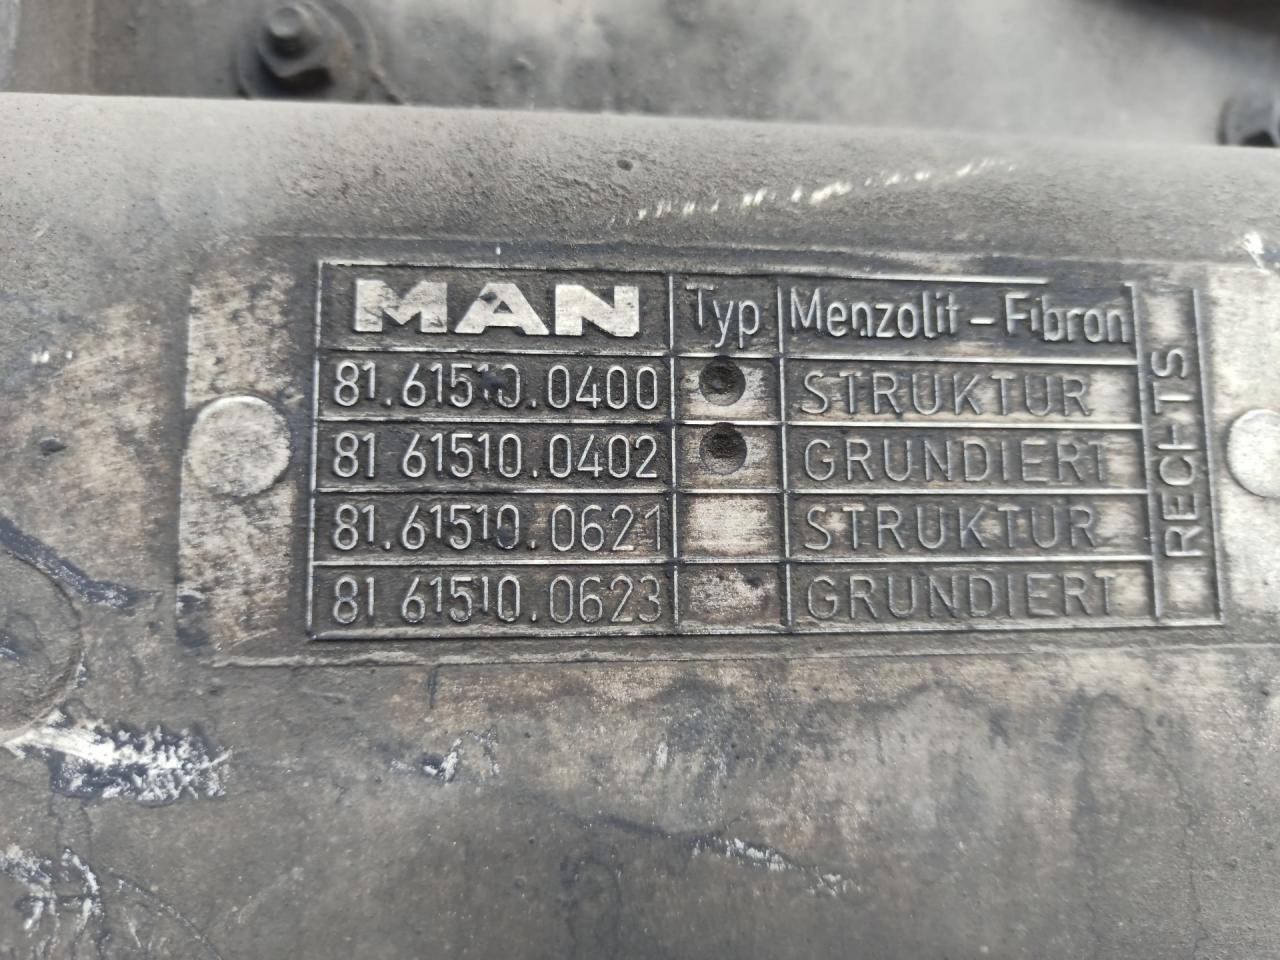 MAN Typ Menzolit-Fibron
81.61510.0400 STRUKTUR
81.61510.0402 GRUNDIERT
81.61510.0621 STRUKTUR
81.61510.0623 GRUNDIERT
RECHTS